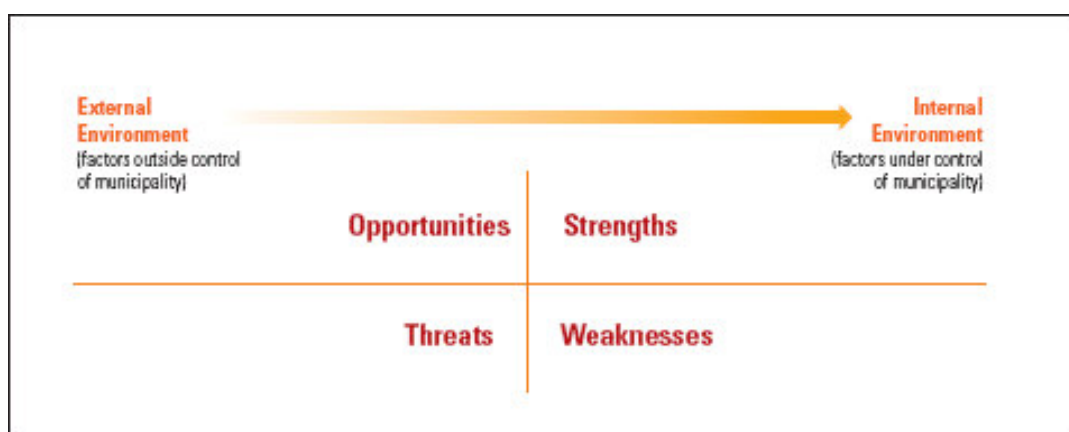 External
Environment
(factors outside control
of municipality)
Internal
Environment
(factors under control
of municipality)
Opportunities
Strengths
Threats
Weaknesses